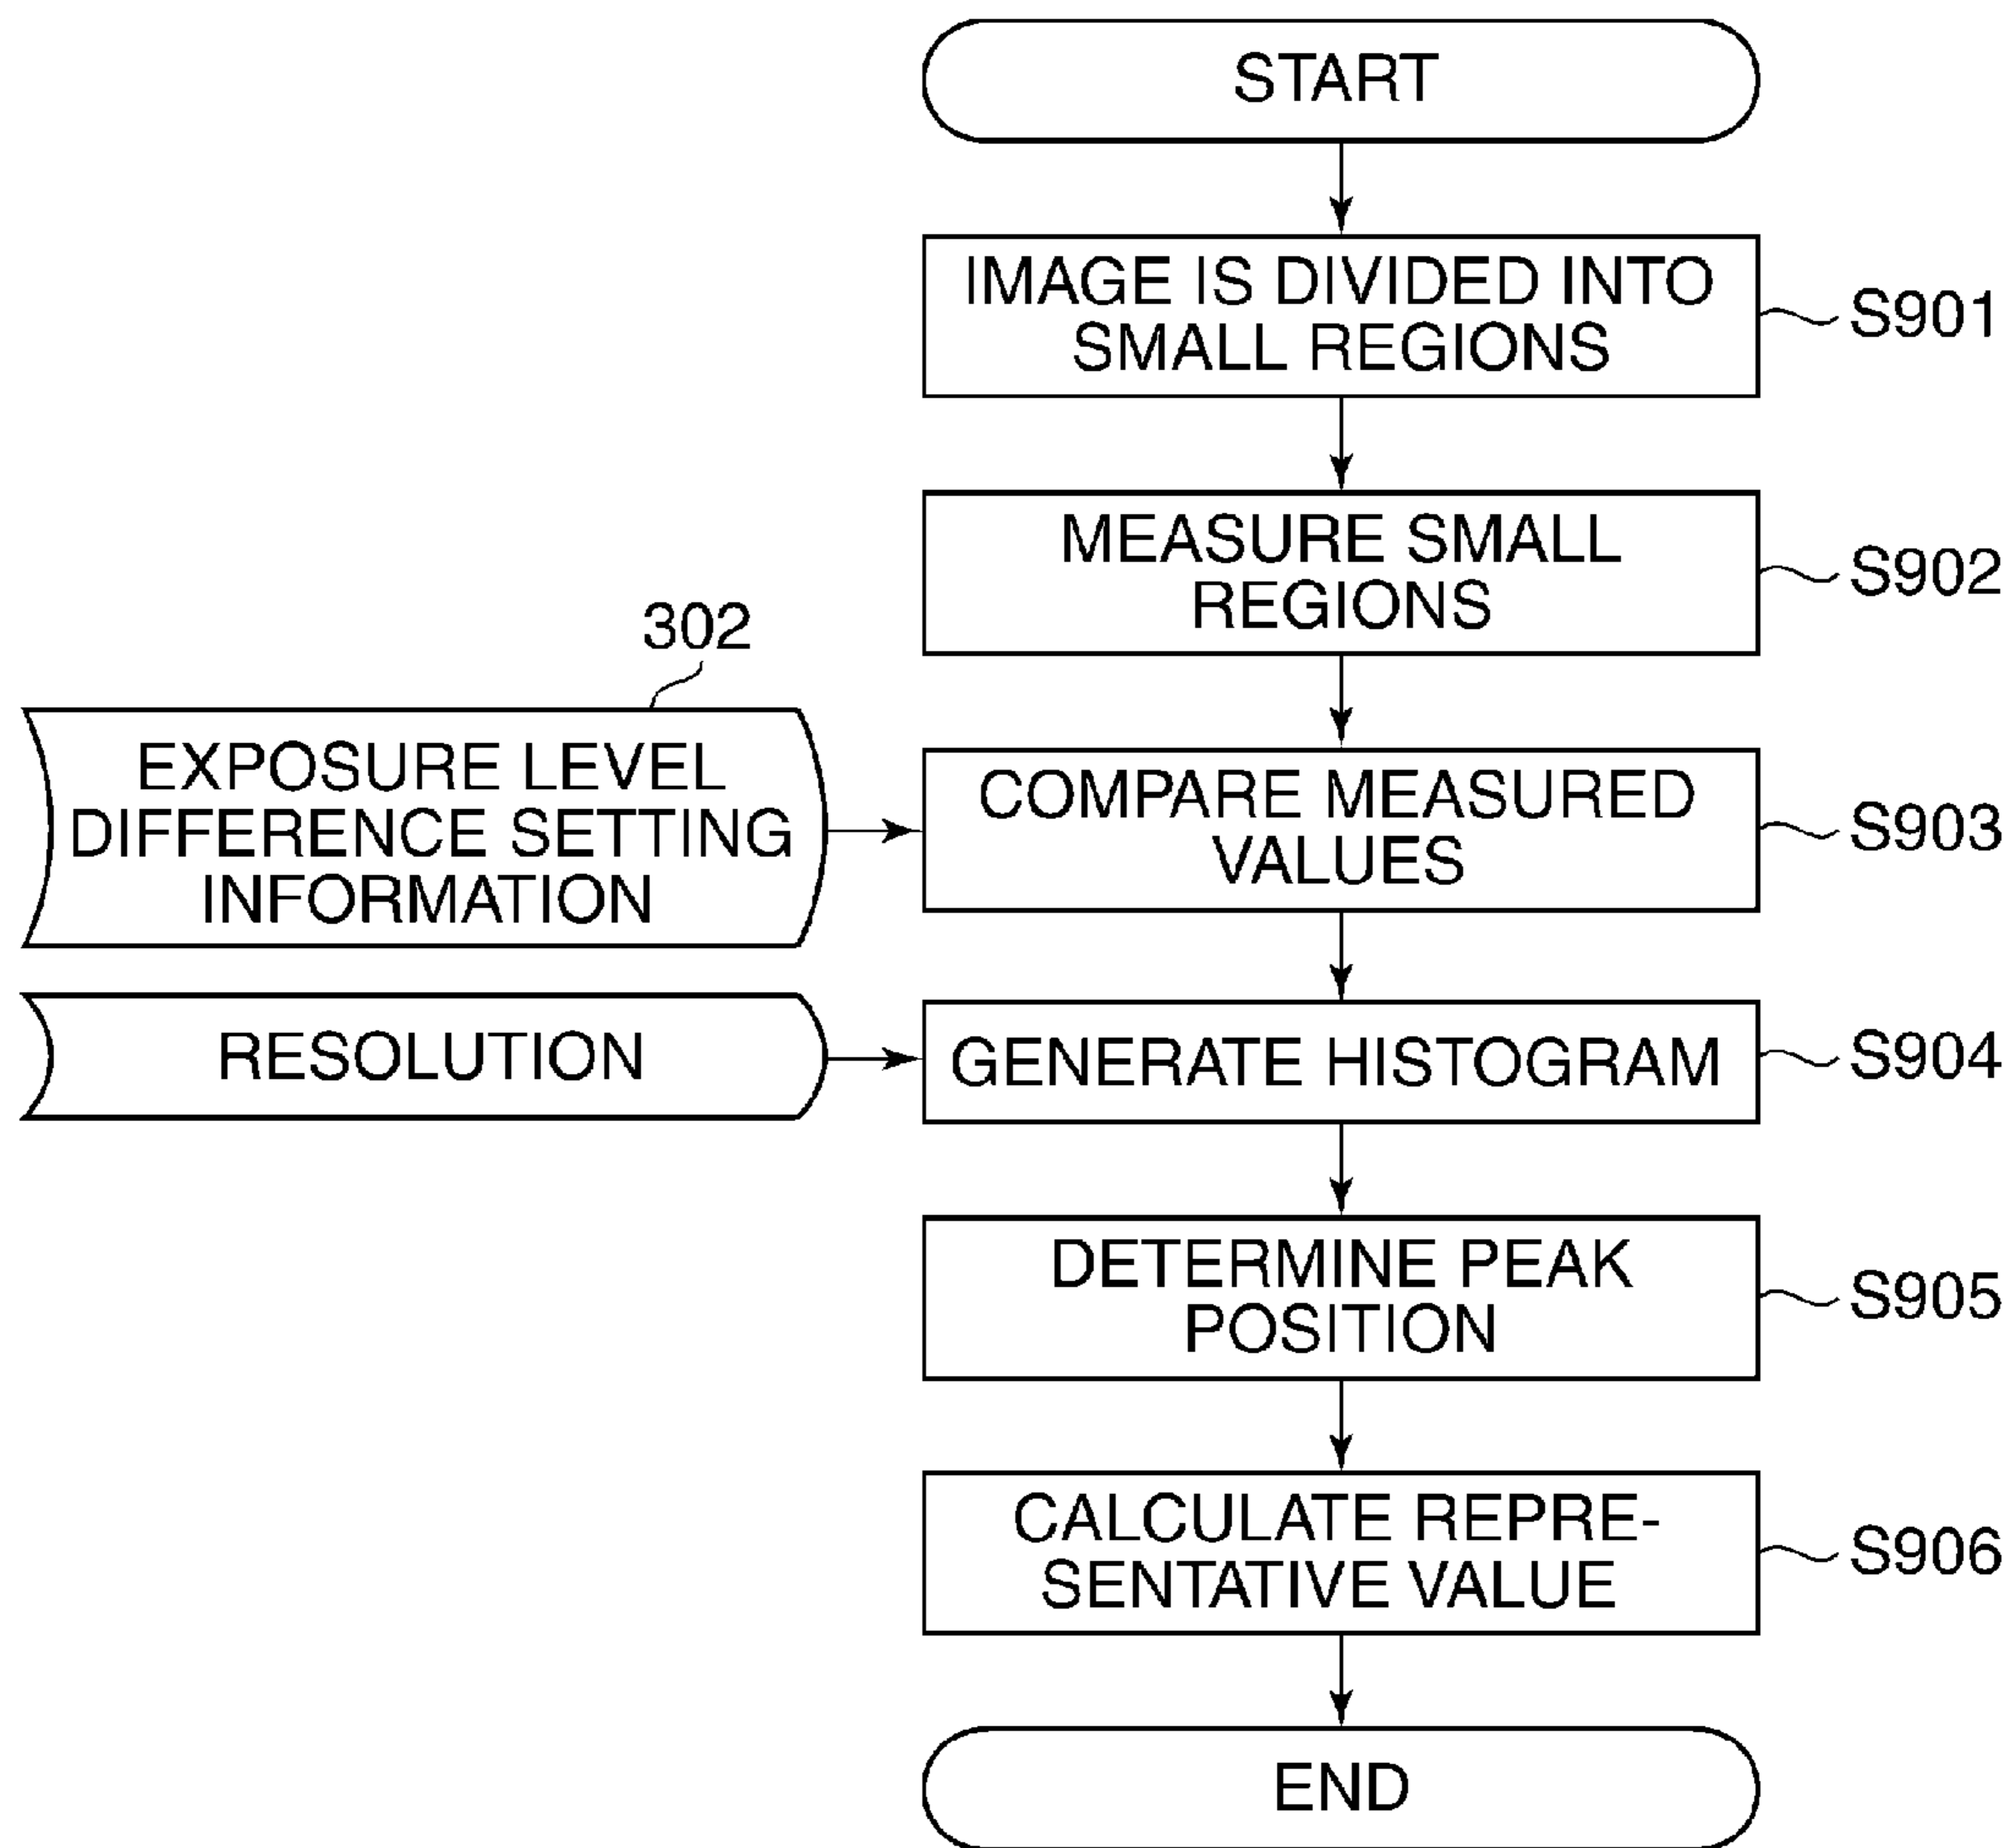 START
IMAGE IS DIVIDED INTO
SMALL REGIONS
S901
MEASURE SMALL
REGIONS
S902
302
EXPOSURE LEVEL
DIFFERENCE SETTING
INFORMATION
COMPARE MEASURED
VALUES
S903
RESOLUTION
GENERATE HISTOGRAM
S904
DETERMINE PEAK
POSITION
S905
CALCULATE REPRE-
SENTATIVE VALUE
S906
END